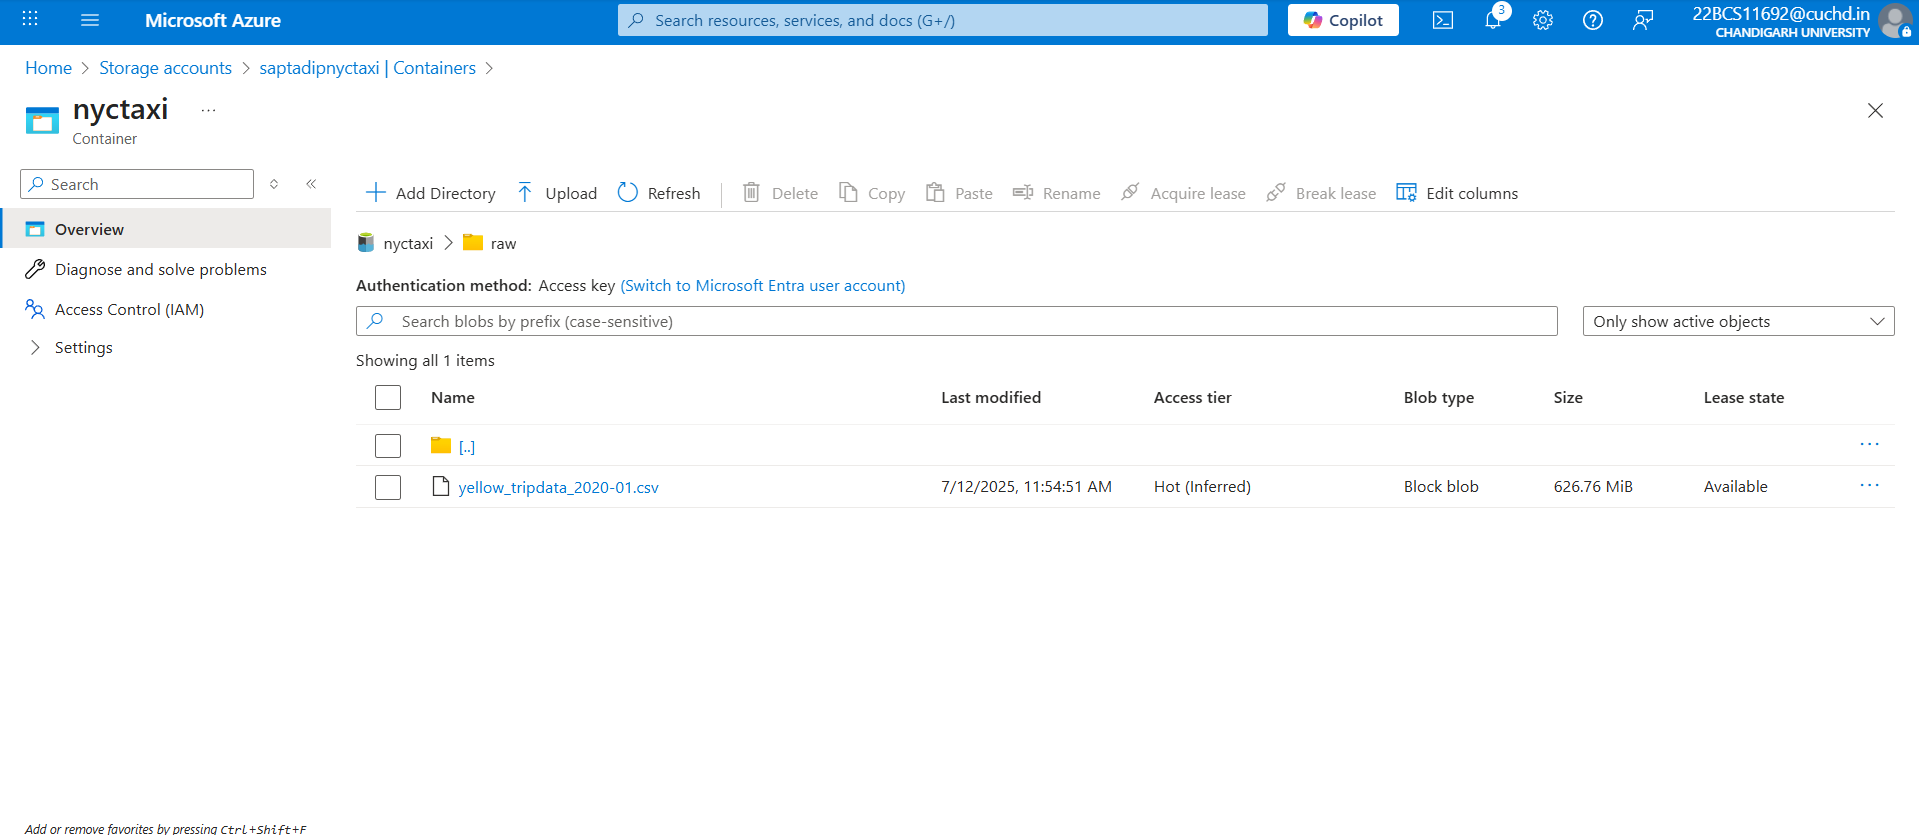 Microsoft Azure
Search resources, services, and docs (G+/)
Copilot
3
22BCS11692@cuchd.in
CHANDIGARH UNIVERSITY
Home > Storage accounts > saptadipnyctaxi | Containers >
nyctaxi ...
Container
Search
Overview
Diagnose and solve problems
Access Control (IAM)
Settings
Add Directory Upload Refresh Delete Copy Paste Rename Acquire lease Break lease Edit columns
nyctaxi > raw
Authentication method: Access key (Switch to Microsoft Entra user account)
Search blobs by prefix (case-sensitive)
Only show active objects
Showing all 1 items
Name Last modified Access tier Blob type Size Lease state
[..] ...
yellow_tripdata_2020-01.csv 7/12/2025, 11:54:51 AM Hot (Inferred) Block blob 626.76 MiB Available ...
Add or remove favorites by pressing Ctrl+Shift+F